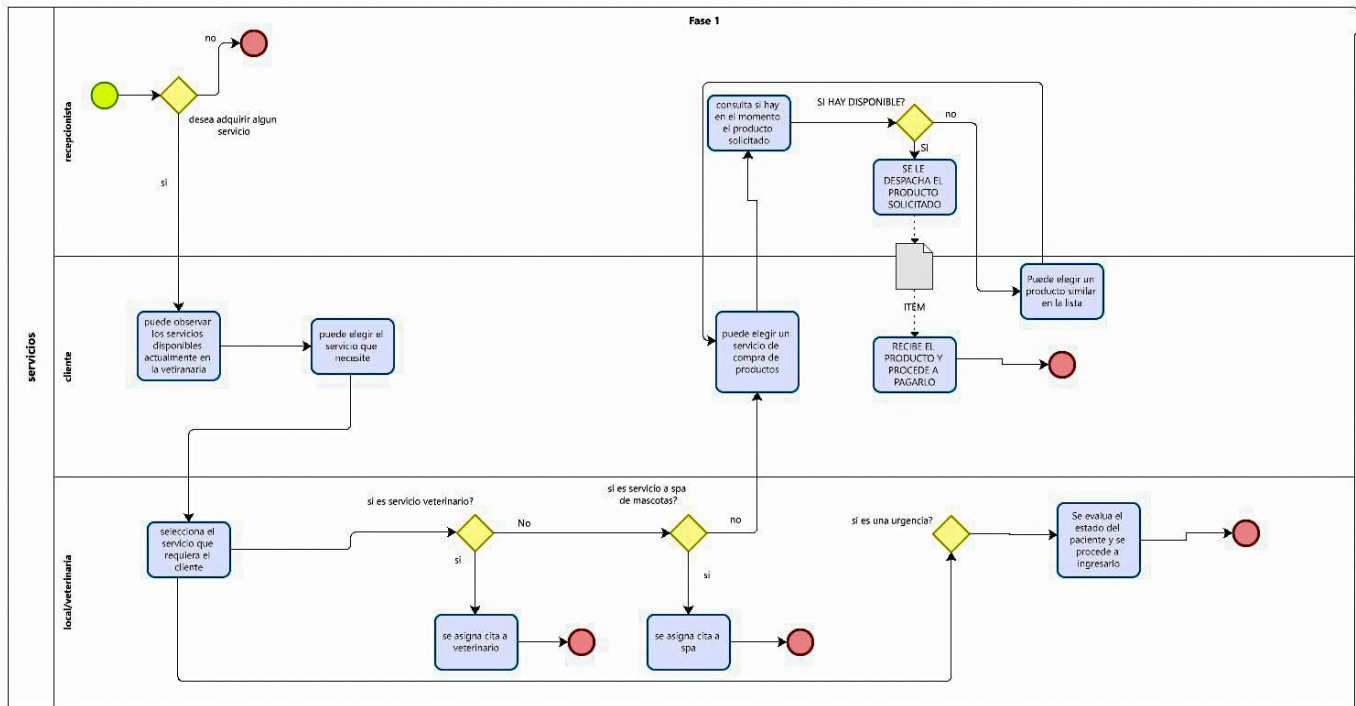 Fase 1
servicios
recepcionista
no
desea adquirir algun
servicio
si
consulta si hay
en el momento
el producto
solicitado
SI HAY DISPONIBLE?
no
SI
SE LE
DESPACHA EL
PRODUCTO
SOLICITADO
cliente
puede observar
los servicios
disponibles
actualmente en
la vetiranaria
puede elegir el
servicio que
necesite
puede elegir un
servicio de
compra de
productos
ITEM
RECIBE EL
PRODUCTO Y
PROCEDE A
PAGARLO
Puede elegir un
producto similar
en la lista
local/veterinaria
selecciona el
servicio que
requiera el
cliente
si es servicio veterinario?
No
si
se asigna cita a
veterinario
si es servicio a spa
de mascotas?
no
si
se asigna cita a
spa
si es una urgencia?
Se evalua el
estado del
paciente y se
procede a
ingresarlo